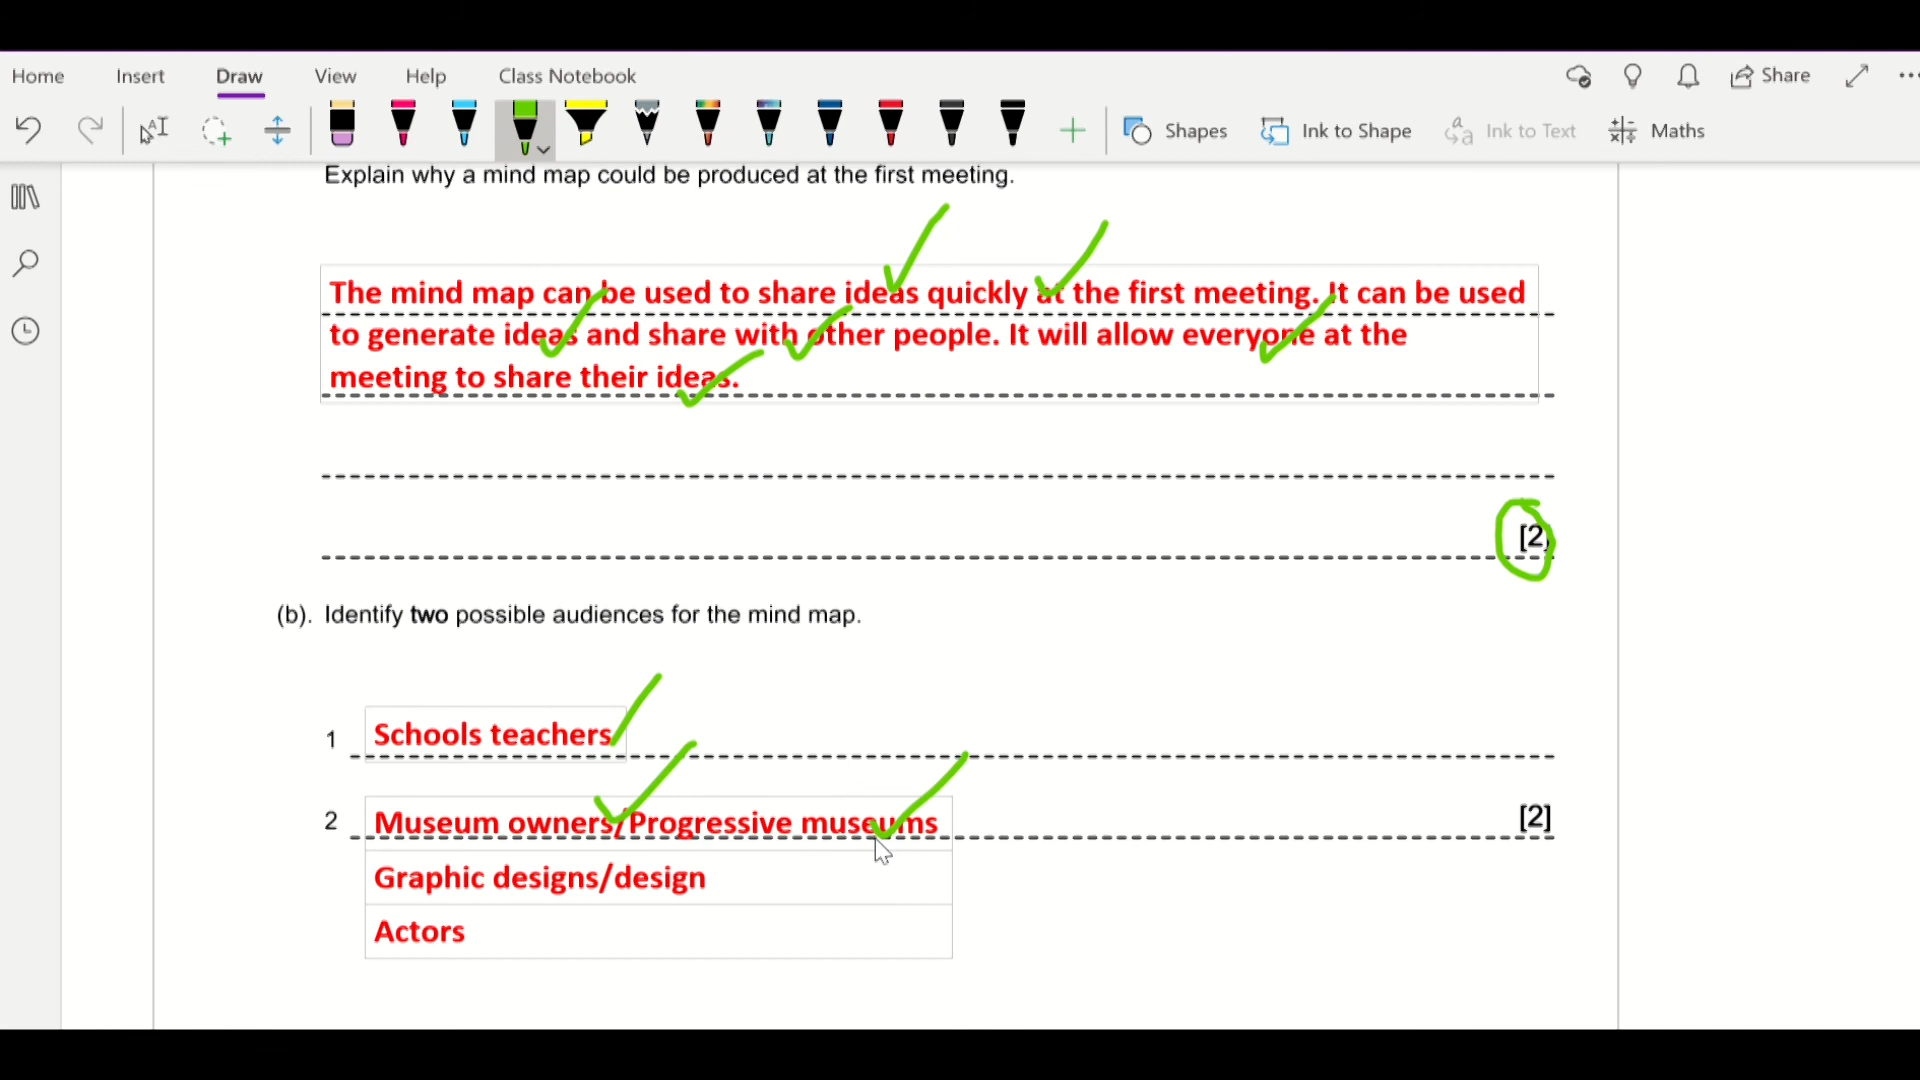 Home Insert Draw View Help Class Notebook Share
Shapes Ink to Shape Ink to Text Maths
Explain why a mind map could be produced at the first meeting.
The mind map can be used to share ideas quickly at the first meeting. It can be used
to generate ideas and share with other people. It will allow everyone at the
meeting to share their ideas.
[2]
(b). Identify two possible audiences for the mind map.
1 Schools teachers
2 Museum owners/Progressive museums [2]
Graphic designs/design
Actors